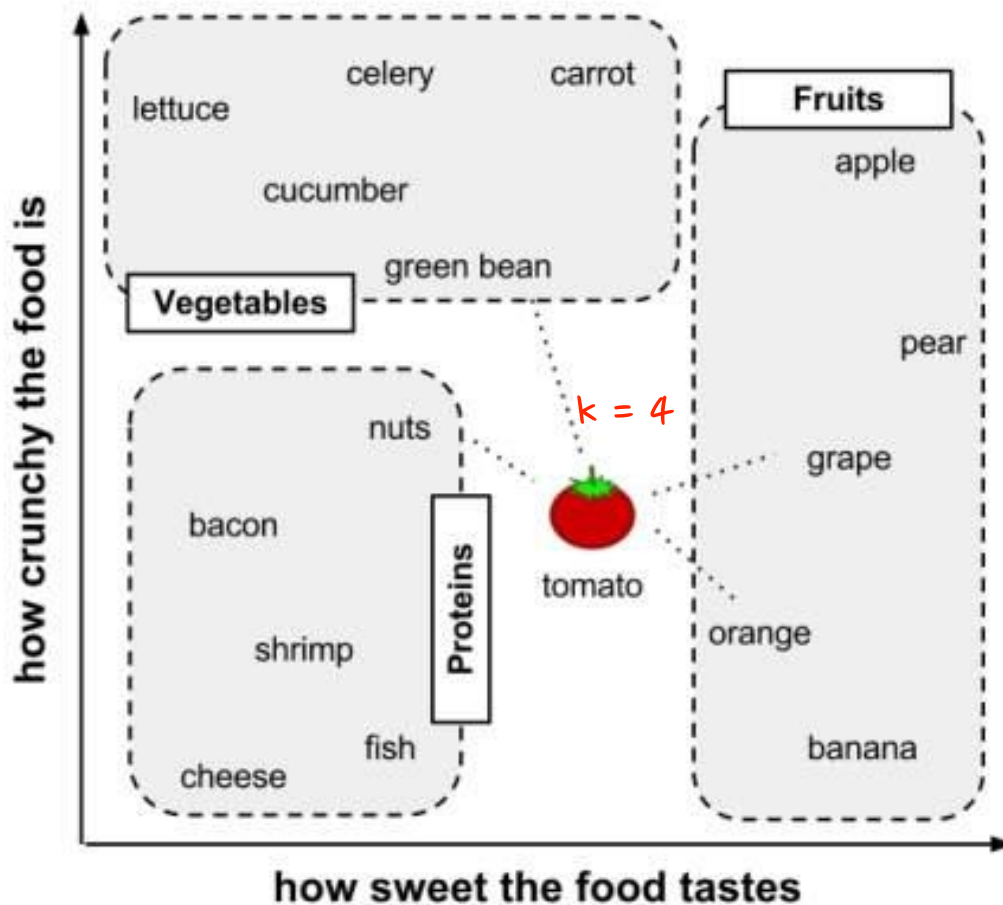 how crunchy the food is
celery
carrot
lettuce
cucumber
green bean
Vegetables
Fruits
apple
pear
grape
orange
banana
k = 4
tomato
nuts
bacon
Proteins
shrimp
fish
cheese
how sweet the food tastes